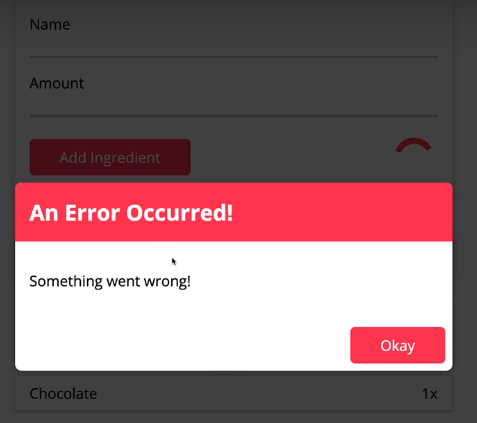 Name
Amount
Add Ingredient
An Error Occurred!
Something went wrong!
Okay
Chocolate 1x